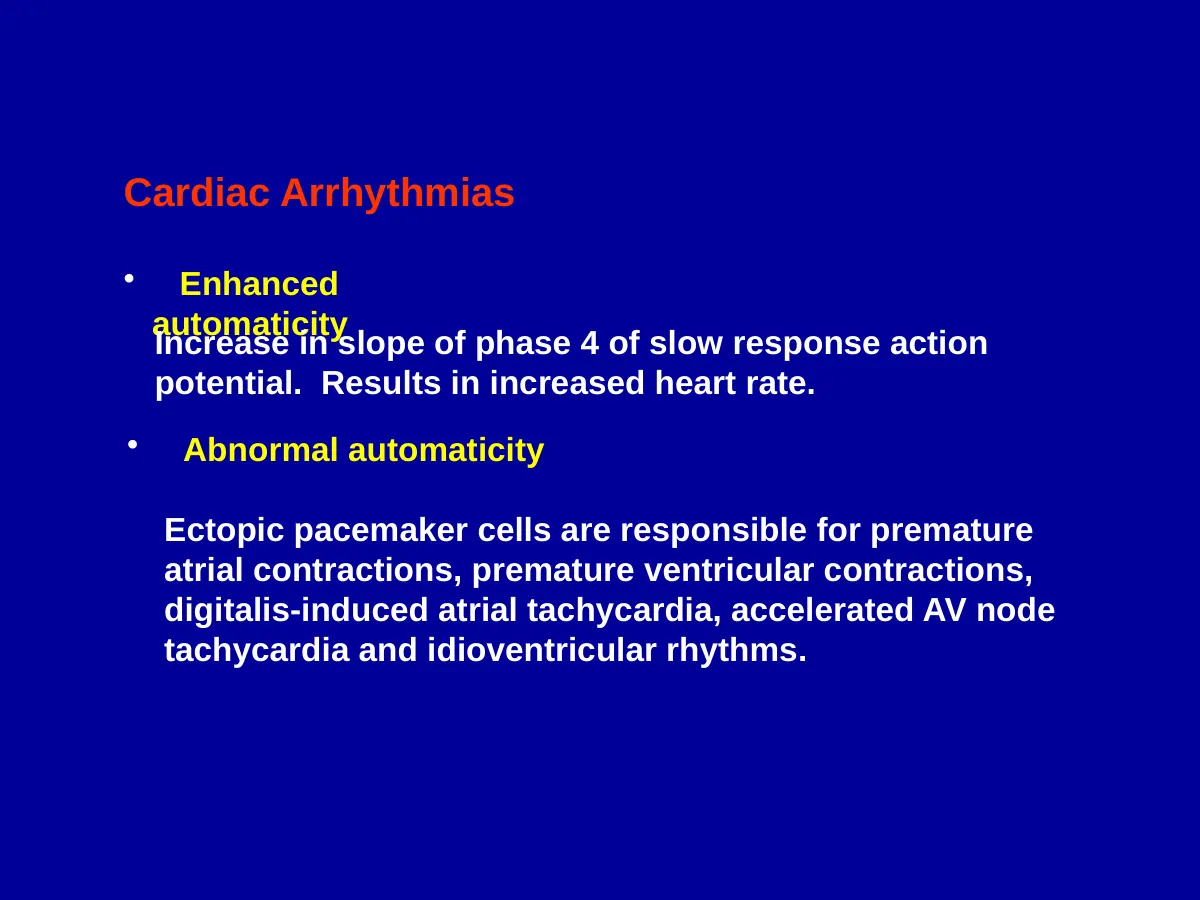 Cardiac Arrhythmias
• Enhanced
automaticity
Increase in slope of phase 4 of slow response action
potential.  Results in increased heart rate.
• Abnormal automaticity
Ectopic pacemaker cells are responsible for premature
atrial contractions, premature ventricular contractions,
digitalis-induced atrial tachycardia, accelerated AV node
tachycardia and idioventricular rhythms.